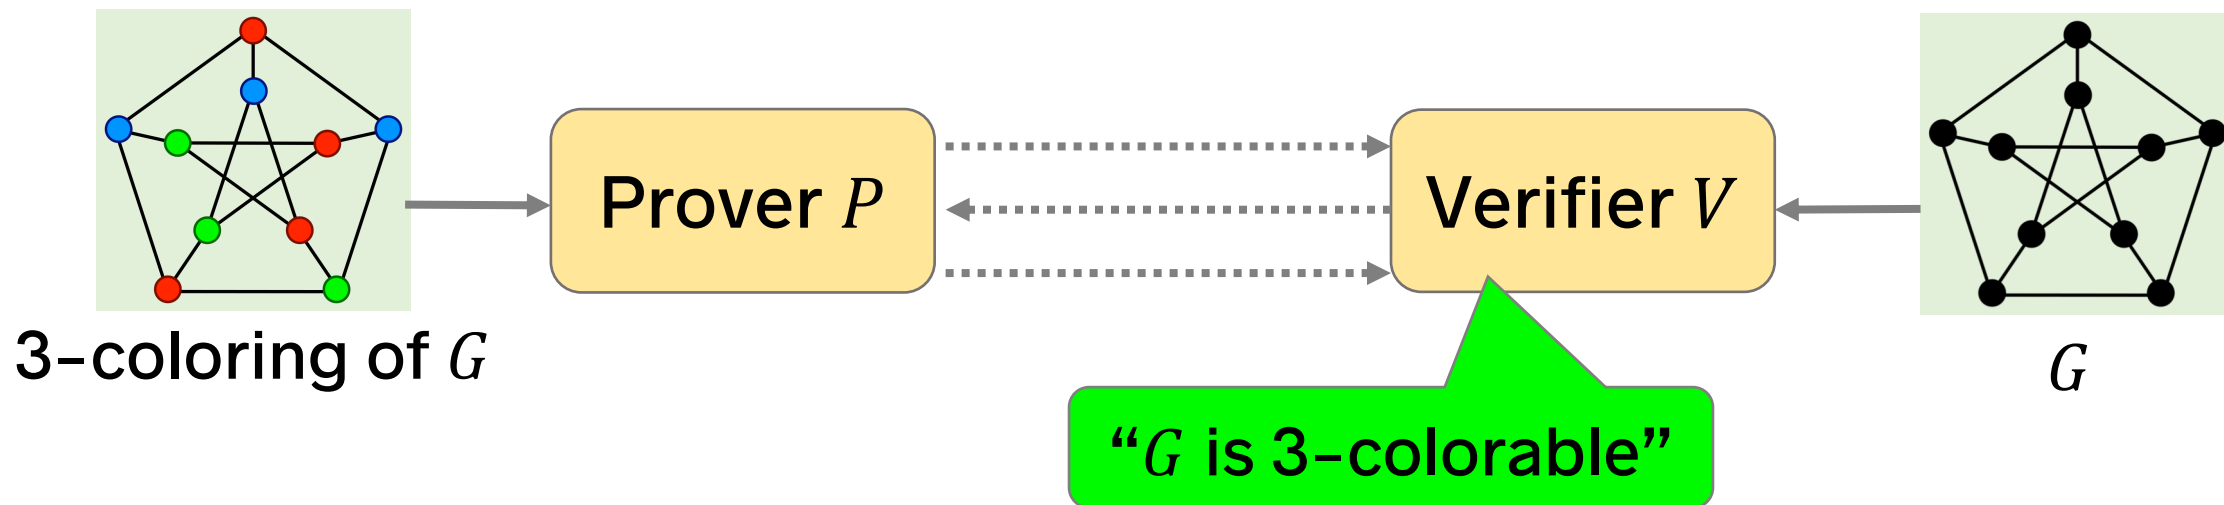 Prover P
Verifier V
3-coloring of G
G
“G is 3-colorable”